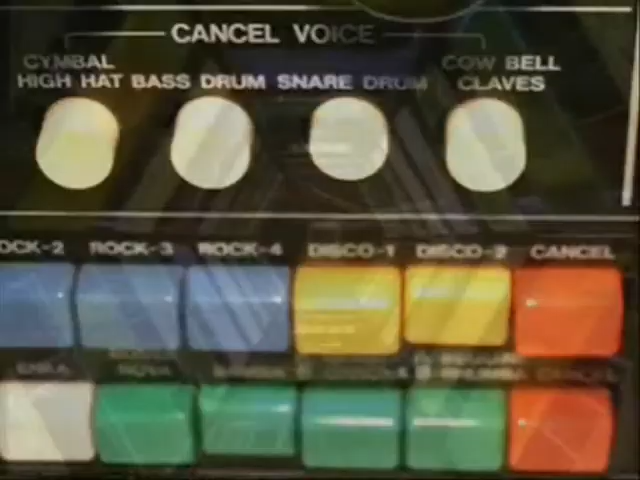 CANCEL VOICE
CYMBAL COW BELL
HIGH HAT BASS DRUM SNARE DRUM CLAVES
OCK-2 ROCK-3 ROCK-4 DISCO-1 DISCO-2 CANCEL